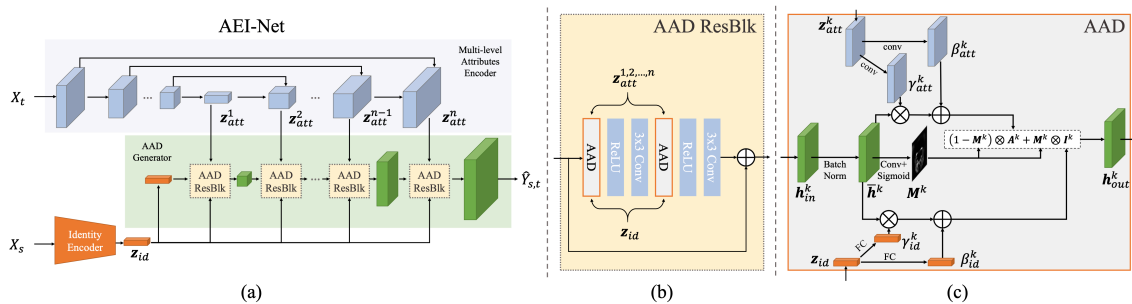 AEI-Net
Multi-level
Attributes
Encoder
X_t
...
...
z_att^1
z_att^2
z_att^{n-1}
z_att^n
AAD
Generator
AAD
ResBlk
AAD
ResBlk
...
AAD
ResBlk
AAD
ResBlk
Ŷ_{s,t}
X_s
Identity
Encoder
z_id
(a)
AAD ResBlk
z_att^{1,2,...,n}
AAD
ReLU
3x3 Conv
AAD
ReLU
3x3 Conv
z_id
(b)
AAD
z_att^k
conv
β_att^k
conv
γ_att^k
(1 − M^k) ⊗ A^k + M^k ⊗ I^k
h_in^k
Batch
Norm
h̄^k
Conv+
Sigmoid
M^k
h_out^k
z_id
FC
γ_id^k
FC
β_id^k
(c)